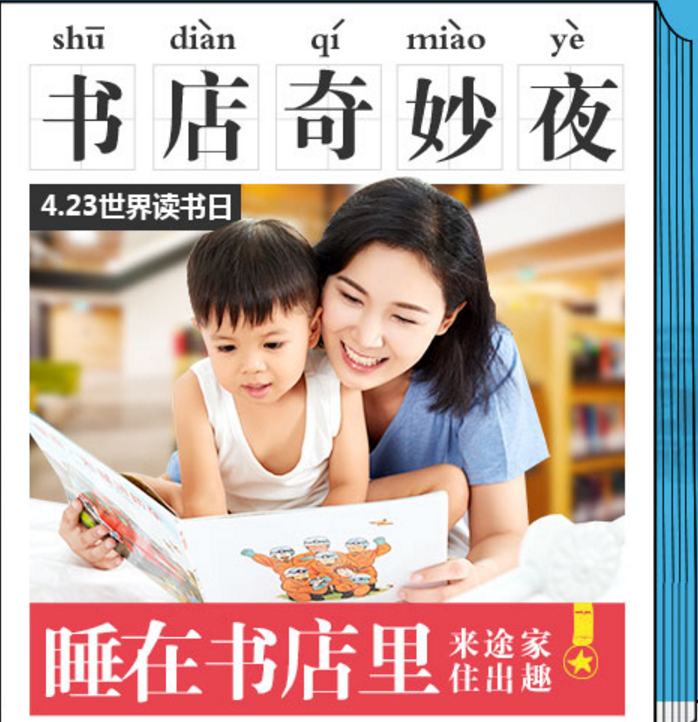 shū diàn qí miào yè
书店奇妙夜
4.23世界读书日
睡在书店里
来途家
住出趣